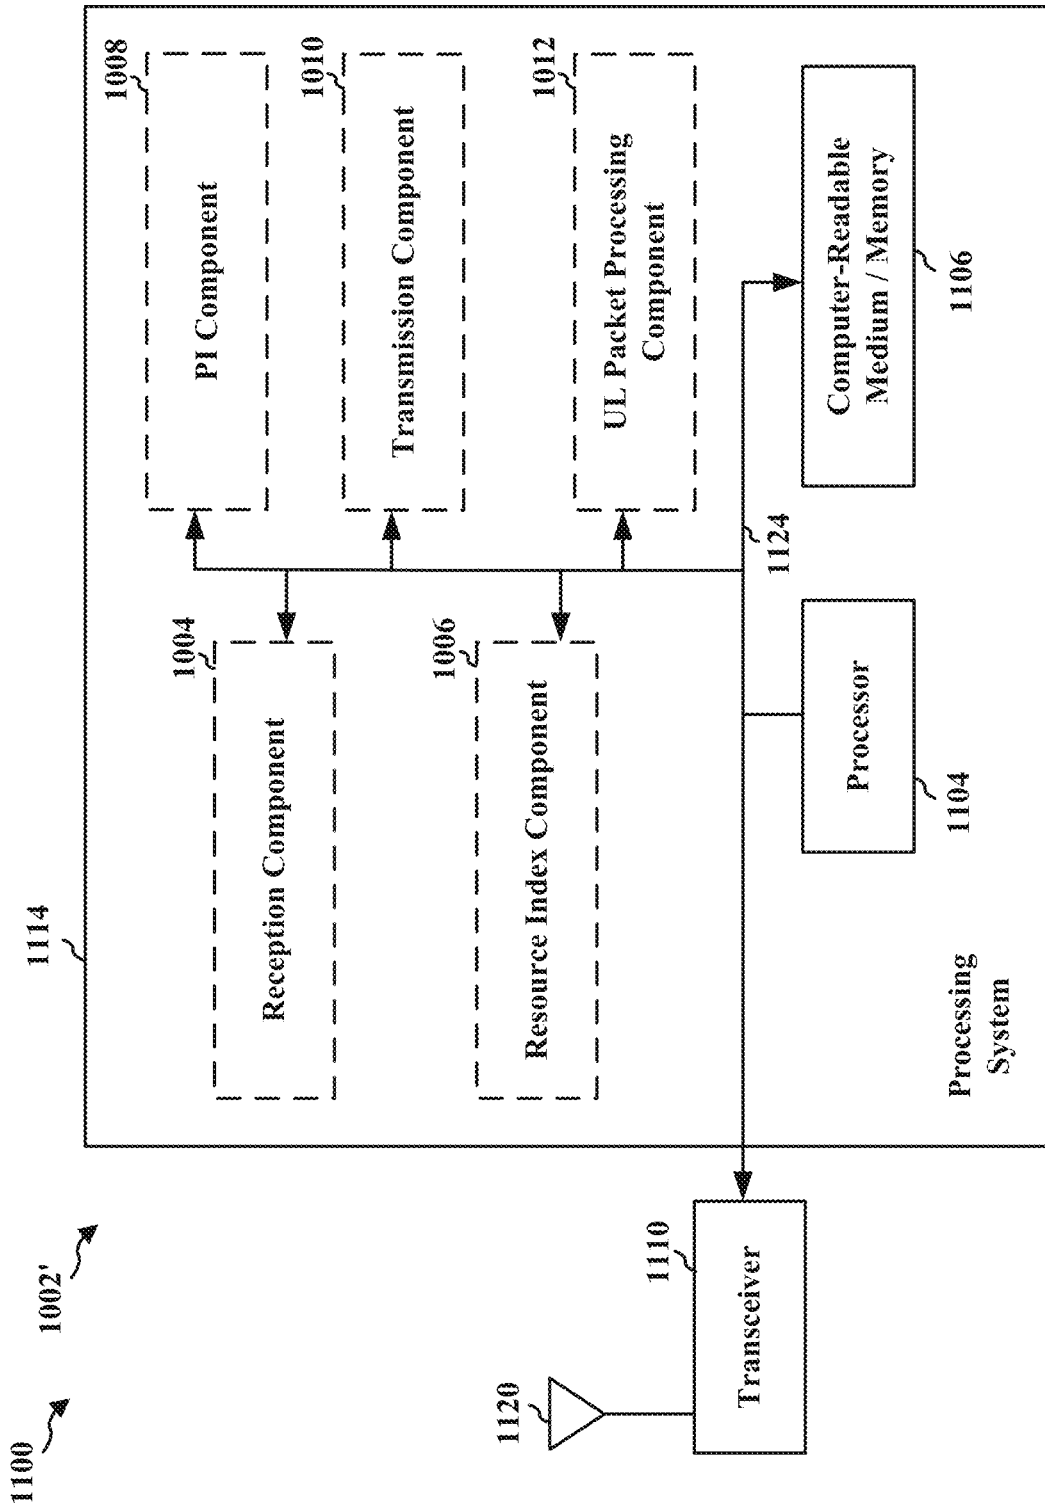 1100
1002'
1114
1004
Reception Component
1008
PI Component
1010
Transmission Component
1006
Resource Index Component
1012
UL Packet Processing
Component
1120
1110
Transceiver
1124
Processor
1104
Computer-Readable
Medium / Memory
1106
Processing
System